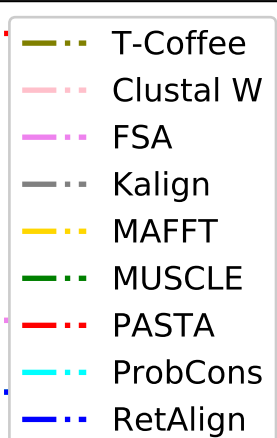 T-Coffee
Clustal W
FSA
Kalign
MAFFT
MUSCLE
PASTA
ProbCons
RetAlign